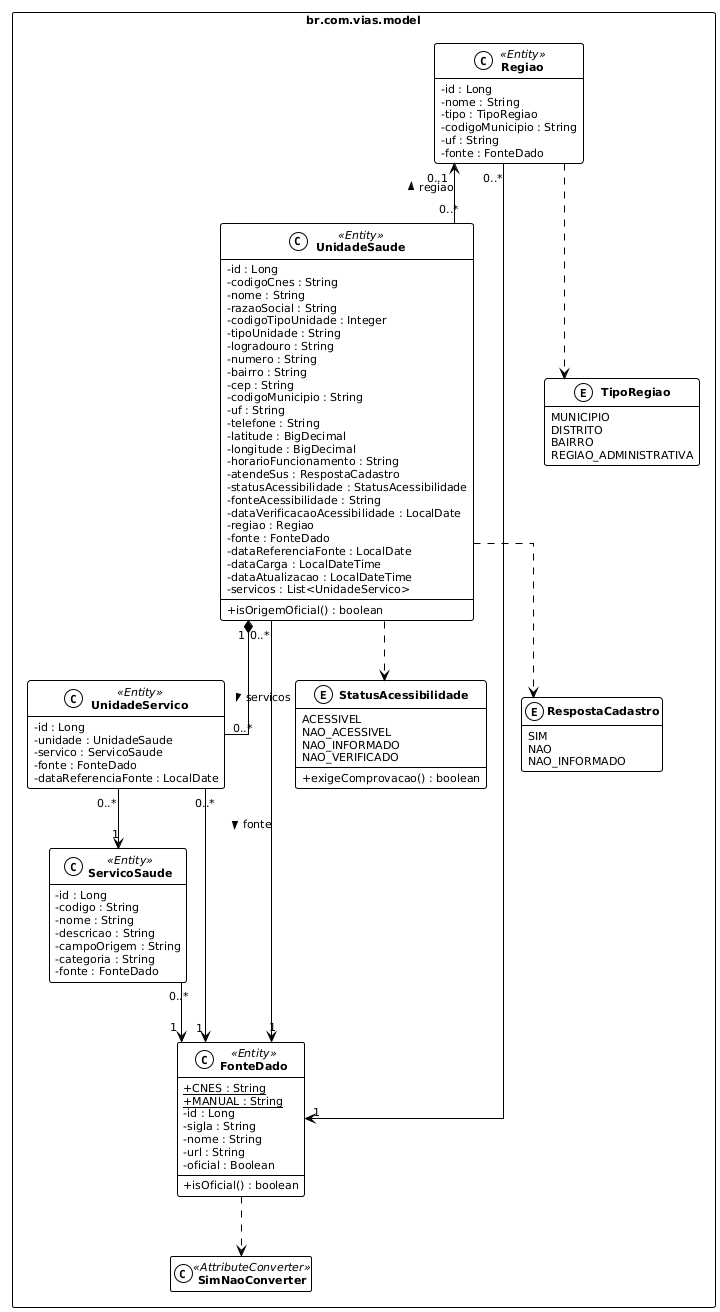 br.com.vias.model
«Entity»
C Regiao
-id : Long
-nome : String
-tipo : TipoRegiao
-codigoMunicipio : String
-uf : String
-fonte : FonteDado
0..1
0..*
regiao
0..*
«Entity»
C UnidadeSaude
-id : Long
-codigoCnes : String
-nome : String
-razaoSocial : String
-codigoTipoUnidade : Integer
-tipoUnidade : String
-logradouro : String
-numero : String
-bairro : String
-cep : String
-codigoMunicipio : String
-uf : String
-telefone : String
-latitude : BigDecimal
-longitude : BigDecimal
-horarioFuncionamento : String
-atendeSus : RespostaCadastro
-statusAcessibilidade : StatusAcessibilidade
-fonteAcessibilidade : String
-dataVerificacaoAcessibilidade : LocalDate
-regiao : Regiao
-fonte : FonteDado
-dataReferenciaFonte : LocalDate
-dataCarga : LocalDateTime
-dataAtualizacao : LocalDateTime
-servicos : List<UnidadeServico>
+isOrigemOficial() : boolean
E TipoRegiao
MUNICIPIO
DISTRITO
BAIRRO
REGIAO_ADMINISTRATIVA
1
0..*
servicos
0..*
«Entity»
C UnidadeServico
-id : Long
-unidade : UnidadeSaude
-servico : ServicoSaude
-fonte : FonteDado
-dataReferenciaFonte : LocalDate
E StatusAcessibilidade
ACESSIVEL
NAO_ACESSIVEL
NAO_INFORMADO
NAO_VERIFICADO
+exigeComprovacao() : boolean
E RespostaCadastro
SIM
NAO
NAO_INFORMADO
0..*
0..*
fonte
1
«Entity»
C ServicoSaude
-id : Long
-codigo : String
-nome : String
-descricao : String
-campoOrigem : String
-categoria : String
-fonte : FonteDado
0..*
1
1
1
«Entity»
C FonteDado
+CNES : String
+MANUAL : String
-id : Long
-sigla : String
-nome : String
-url : String
-oficial : Boolean
+isOficial() : boolean
1
«AttributeConverter»
C SimNaoConverter